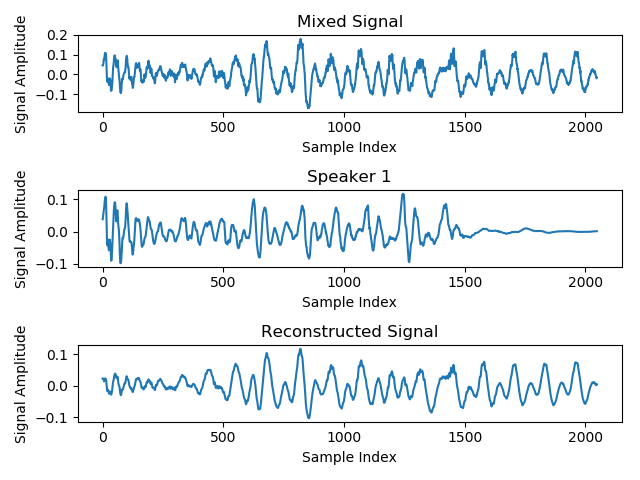 Mixed Signal
Signal Amplitude
0.2
0.1
0.0
−0.1
0 500 1000 1500 2000
Sample Index
Speaker 1
Signal Amplitude
0.1
0.0
−0.1
0 500 1000 1500 2000
Sample Index
Reconstructed Signal
Signal Amplitude
0.1
0.0
−0.1
0 500 1000 1500 2000
Sample Index